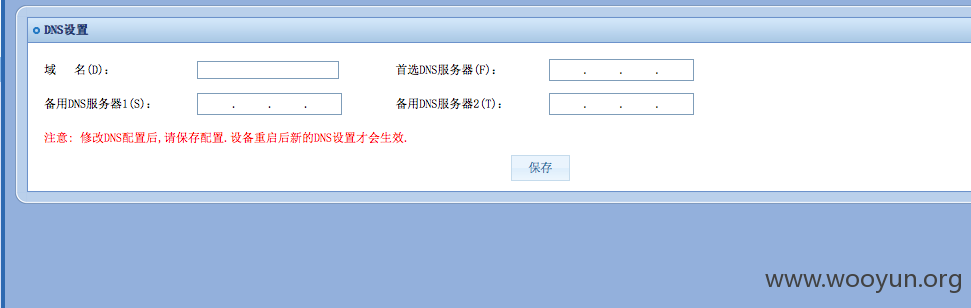 DNS设置
域 名(D): 首选DNS服务器(F): . . .
备用DNS服务器1(S): . . . 备用DNS服务器2(T): . . .
注意: 修改DNS配置后,请保存配置.设备重启后新的DNS设置才会生效.
保存
www.wooyun.org